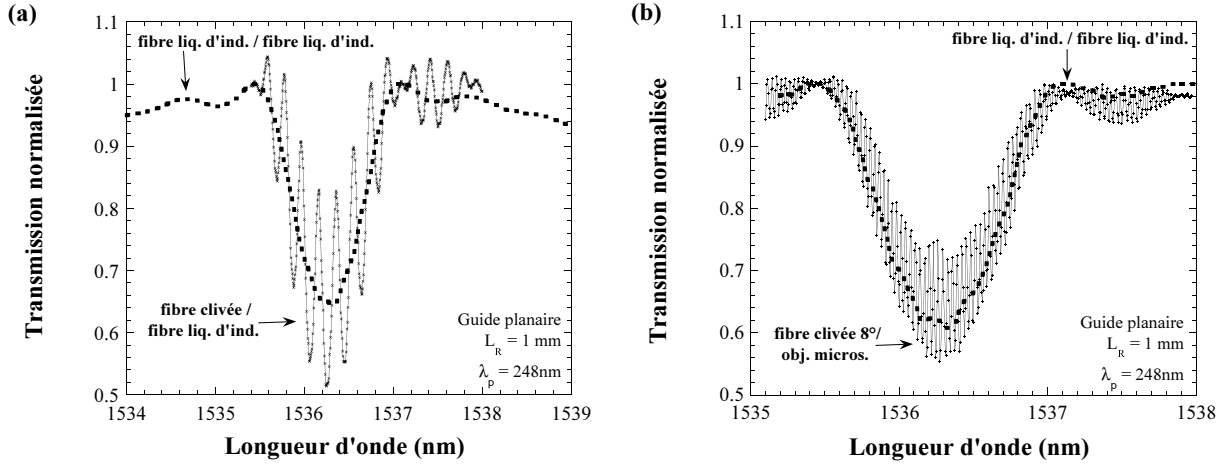 (a)
1.1
1
0.9
0.8
0.7
0.6
0.5
Transmission normalisée
fibre liq. d'ind. / fibre liq. d'ind.
fibre clivée /
fibre liq. d'ind.
Guide planaire
L_R = 1 mm
λ_p = 248nm
1534 1535 1536 1537 1538 1539
Longueur d'onde (nm)
(b)
1.1
1
0.9
0.8
0.7
0.6
0.5
Transmission normalisée
fibre liq. d'ind. / fibre liq. d'ind.
fibre clivée 8°/
obj. micros.
Guide planaire
L_R = 1 mm
λ_p = 248nm
1535 1536 1537 1538
Longueur d'onde (nm)